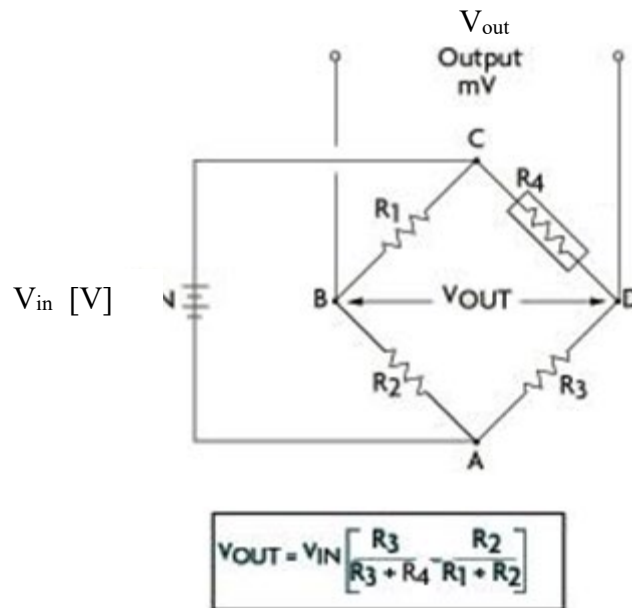 Vout
Output
mV
C
R1
R4
Vin [V]
B
VOUT
D
R2
R3
A
VOUT = VIN [ R3 / (R3 + R4) - R2 / (R1 + R2) ]